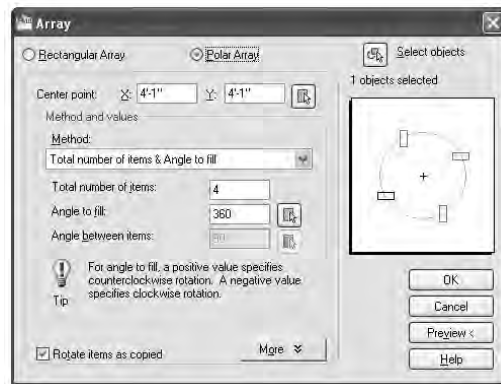 Array
Rectangular Array
Polar Array
Select objects
1 objects selected
Center point: X: 4'-1" Y: 4'-1"
Method and values
Method:
Total number of items & Angle to fill
Total number of items: 4
Angle to fill: 360
Angle between items:
Tip
For angle to fill, a positive value specifies
counterclockwise rotation. A negative value
specifies clockwise rotation.
Rotate items as copied
More
OK
Cancel
Preview <
Help